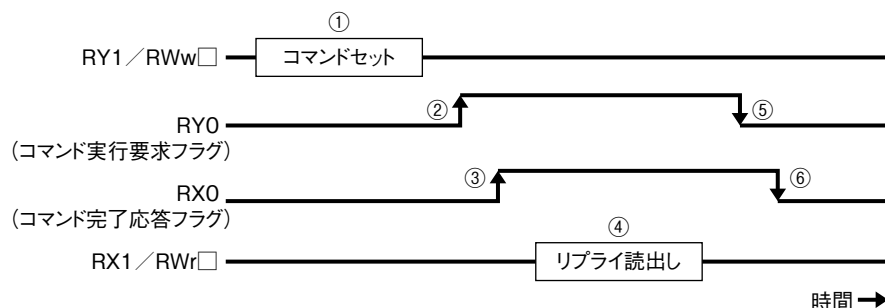 ①
RY1／RWw□ コマンドセット
② ⑤
RY0
（コマンド実行要求フラグ）
③ ⑥
RX0
（コマンド完了応答フラグ）
④
RX1／RWr□ リプライ読出し
時間